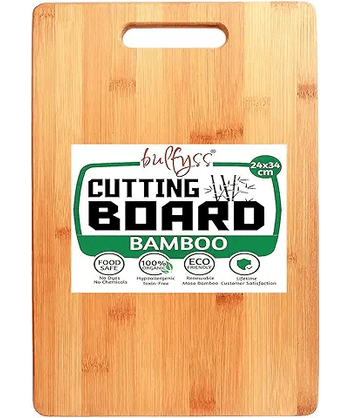 bulfyss®
24x34
cm
CUTTING
BOARD
BAMBOO
FOOD
SAFE
100%
ORGANIC
ECO
FRIENDLY
No Dyes
No Chemicals
Hypoallergenic
Toxin-Free
Renewable
Moso Bamboo
Lifetime
Customer Satisfaction